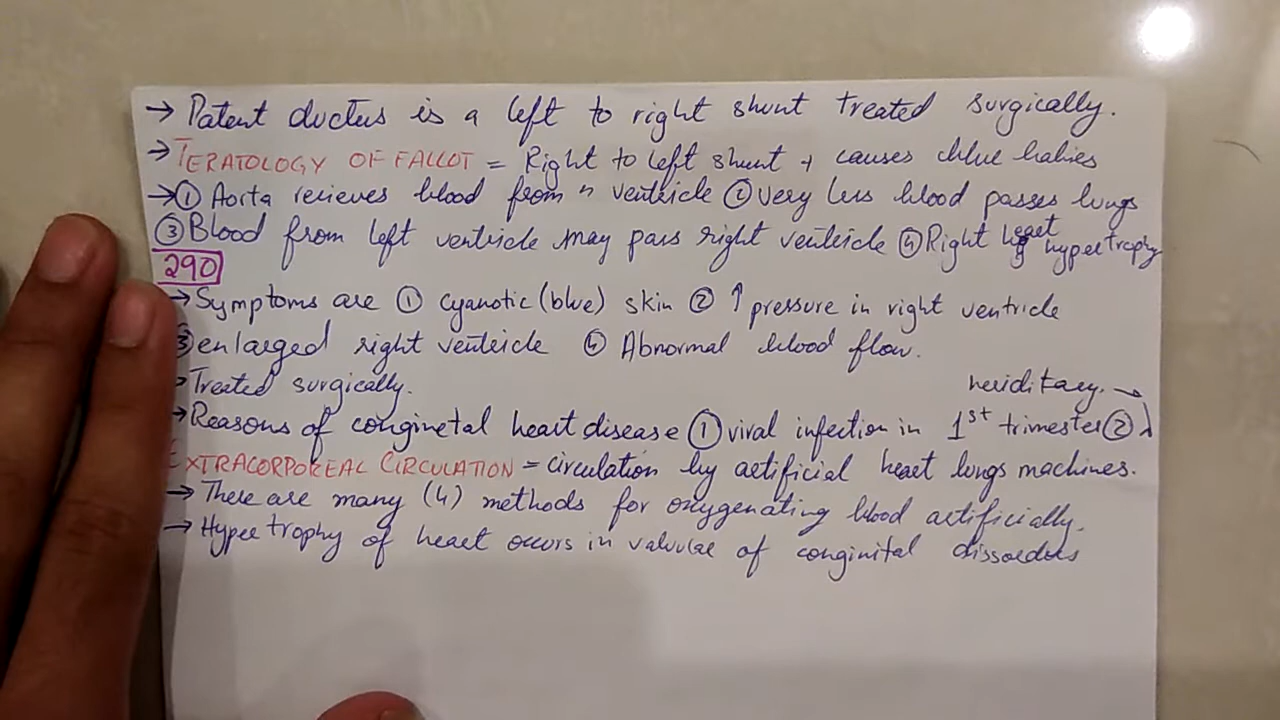 → Patent ductus is a left to right shunt treated surgically.
→ TERATOLOGY OF FALLOT = Right to left shunt + causes blue babies
→ ① Aorta recieves blood from " ventricle ② very less blood passes lungs
③ Blood from left ventricle may pass right ventricle ④ Right heart hypertrophy
290
→ Symptoms are ① cyanotic (blue) skin ② ↑ pressure in right ventricle
③ enlarged right ventricle ④ Abnormal blood flow.
→ Treated surgically.
hereditary. →
→ Reasons of conginetal heart disease ① viral infection in 1st trimester ②
EXTRACORPOREAL CIRCULATION = circulation by artificial heart lungs machines.
→ There are many (4) methods for oxygenating blood artificially.
→ Hypertrophy of heart occurs in valvular of conginital dissorders